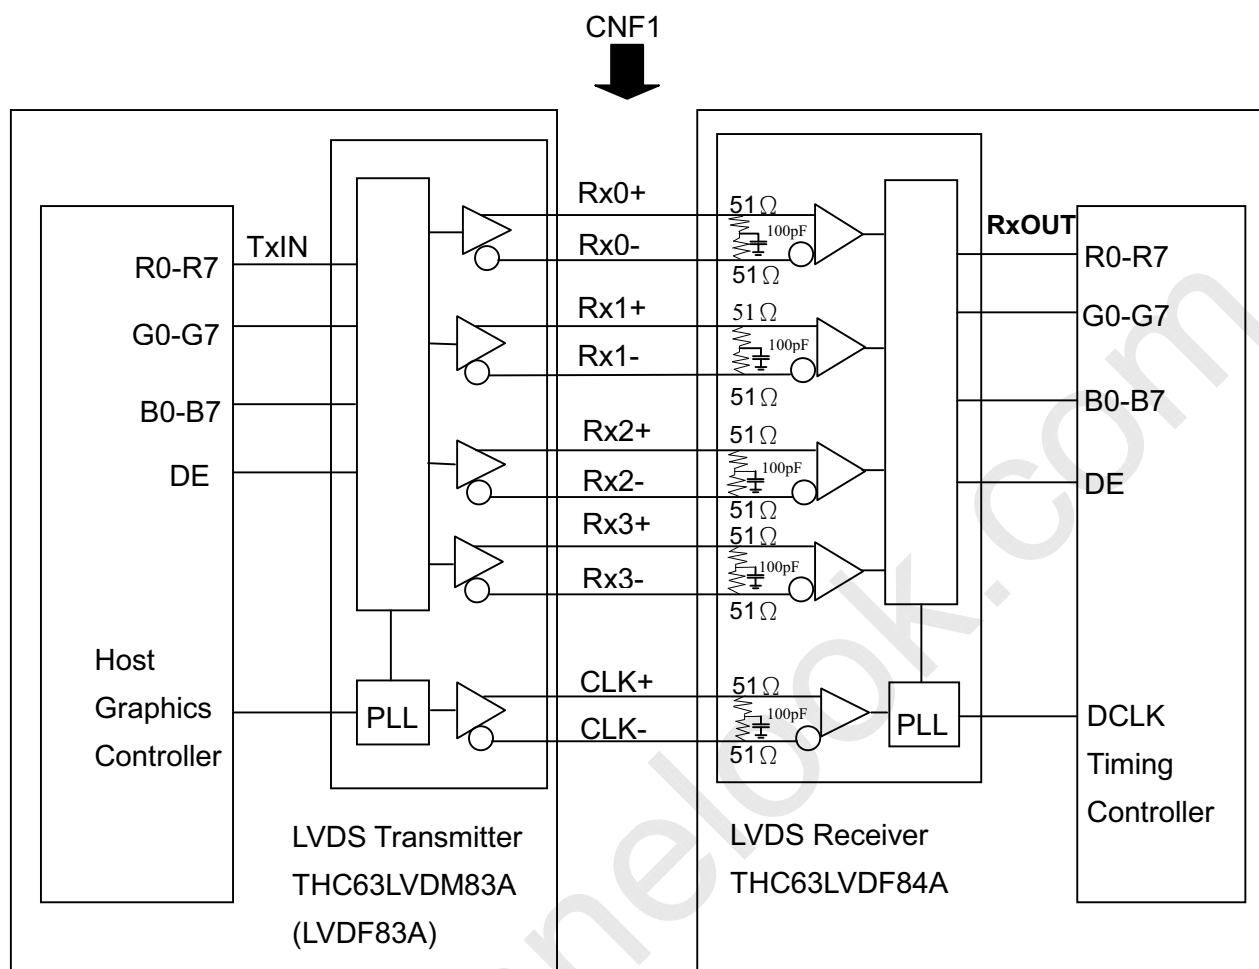 CNF1
Host
Graphics
Controller
R0-R7
G0-G7
B0-B7
DE
TxIN
PLL
LVDS Transmitter
THC63LVDM83A
(LVDF83A)
Rx0+
Rx0-
Rx1+
Rx1-
Rx2+
Rx2-
Rx3+
Rx3-
CLK+
CLK-
51Ω
100pF
51Ω
51Ω
100pF
51Ω
51Ω
100pF
51Ω
51Ω
100pF
51Ω
51Ω
100pF
51Ω
PLL
LVDS Receiver
THC63LVDF84A
RxOUT
R0-R7
G0-G7
B0-B7
DE
DCLK
Timing
Controller
nelook.com